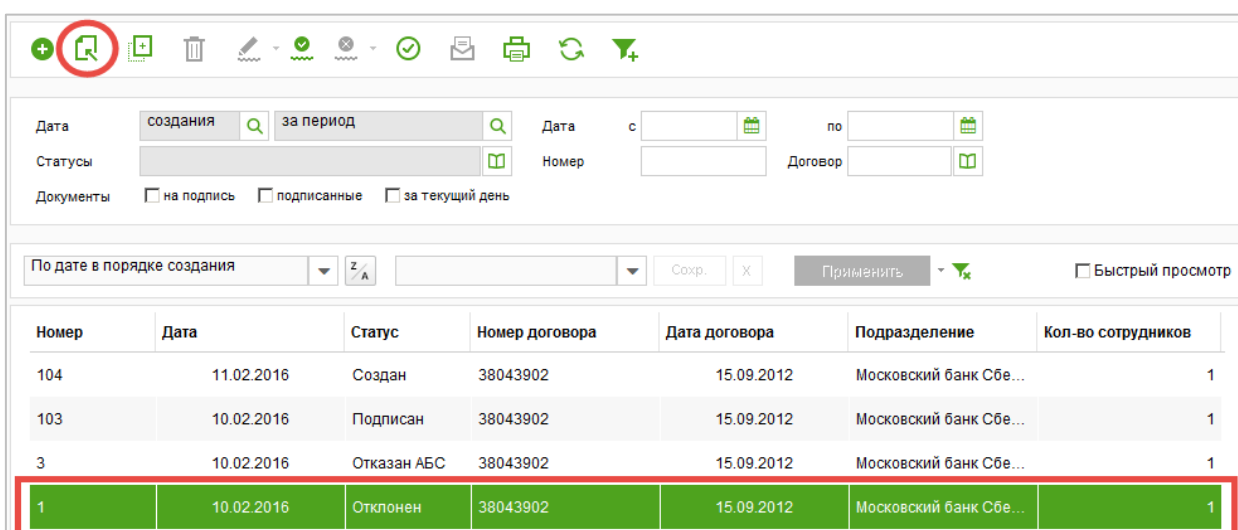 Дата создания за период Дата с по
Статусы Номер Договор
Документы на подпись подписанные за текущий день
По дате в порядке создания Z/A Сохр. X Применить Быстрый просмотр
Номер Дата Статус Номер договора Дата договора Подразделение Кол-во сотрудников
104 11.02.2016 Создан 38043902 15.09.2012 Московский банк Сбе... 1
103 10.02.2016 Подписан 38043902 15.09.2012 Московский банк Сбе... 1
3 10.02.2016 Отказан АБС 38043902 15.09.2012 Московский банк Сбе... 1
1 10.02.2016 Отклонен 38043902 15.09.2012 Московский банк Сбе... 1